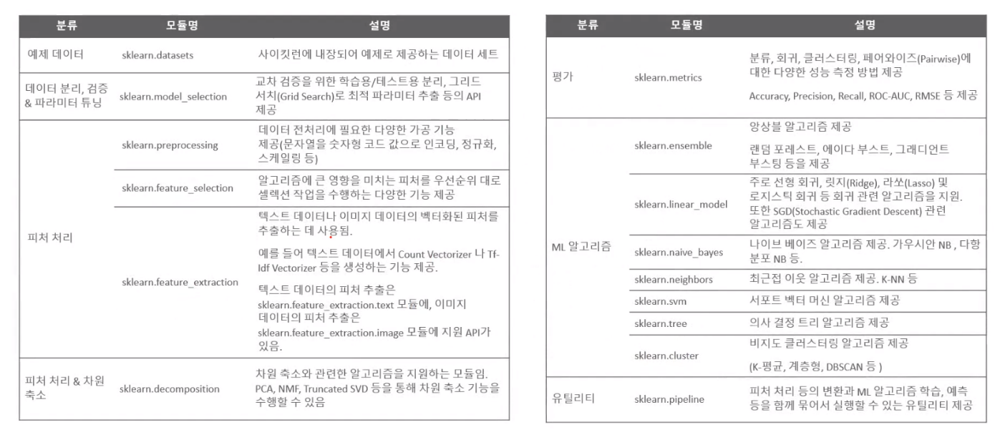 분류 모듈명 설명
예제 데이터 sklearn.datasets 사이킷런에 내장되어 예제로 제공하는 데이터 세트
데이터 분리, 검증
& 파라미터 튜닝
sklearn.model_selection
교차 검증을 위한 학습용/테스트용 분리, 그리드
서치(Grid Search)로 최적 파라미터 추출 등의 API
제공
피처 처리
sklearn.preprocessing
데이터 전처리에 필요한 다양한 가공 기능
제공(문자열을 숫자형 코드 값으로 인코딩, 정규화,
스케일링 등)
sklearn.feature_selection
알고리즘에 큰 영향을 미치는 피처를 우선순위 대로
셀렉션 작업을 수행하는 다양한 기능 제공
sklearn.feature_extraction
텍스트 데이터나 이미지 데이터의 벡터화된 피처를
추출하는 데 사용됨.
예를 들어 텍스트 데이터에서 Count Vectorizer 나 Tf-
Idf Vectorizer 등을 생성하는 기능 제공.
텍스트 데이터의 피처 추출은
sklearn.feature_extraction.text 모듈에, 이미지
데이터의 피처 추출은
sklearn.feature_extraction.image 모듈에 지원 API가
있음.
피처 처리 & 차원
축소
sklearn.decomposition
차원 축소와 관련한 알고리즘을 지원하는 모듈임.
PCA, NMF, Truncated SVD 등을 통해 차원 축소 기능을
수행할 수 있음
분류 모듈명 설명
평가
sklearn.metrics
분류, 회귀, 클러스터링, 페어와이즈(Pairwise)에
대한 다양한 성능 측정 방법 제공
Accuracy, Precision, Recall, ROC-AUC, RMSE 등 제공
ML 알고리즘
sklearn.ensemble
앙상블 알고리즘 제공
랜덤 포레스트, 에이다 부스트, 그래디언트
부스팅 등을 제공
sklearn.linear_model
주로 선형 회귀, 릿지(Ridge), 라쏘(Lasso) 및
로지스틱 회귀 등 회귀 관련 알고리즘을 지원.
또한 SGD(Stochastic Gradient Descent) 관련
알고리즘도 제공
sklearn.naive_bayes
나이브 베이즈 알고리즘 제공. 가우시안 NB , 다항
분포 NB 등.
sklearn.neighbors 최근접 이웃 알고리즘 제공. K-NN 등
sklearn.svm 서포트 벡터 머신 알고리즘 제공
sklearn.tree 의사 결정 트리 알고리즘 제공
sklearn.cluster
비지도 클러스터링 알고리즘 제공
(K-평균, 계층형, DBSCAN 등 )
유틸리티
sklearn.pipeline
피처 처리 등의 변환과 ML 알고리즘 학습, 예측
등을 함께 묶어서 실행할 수 있는 유틸리티 제공